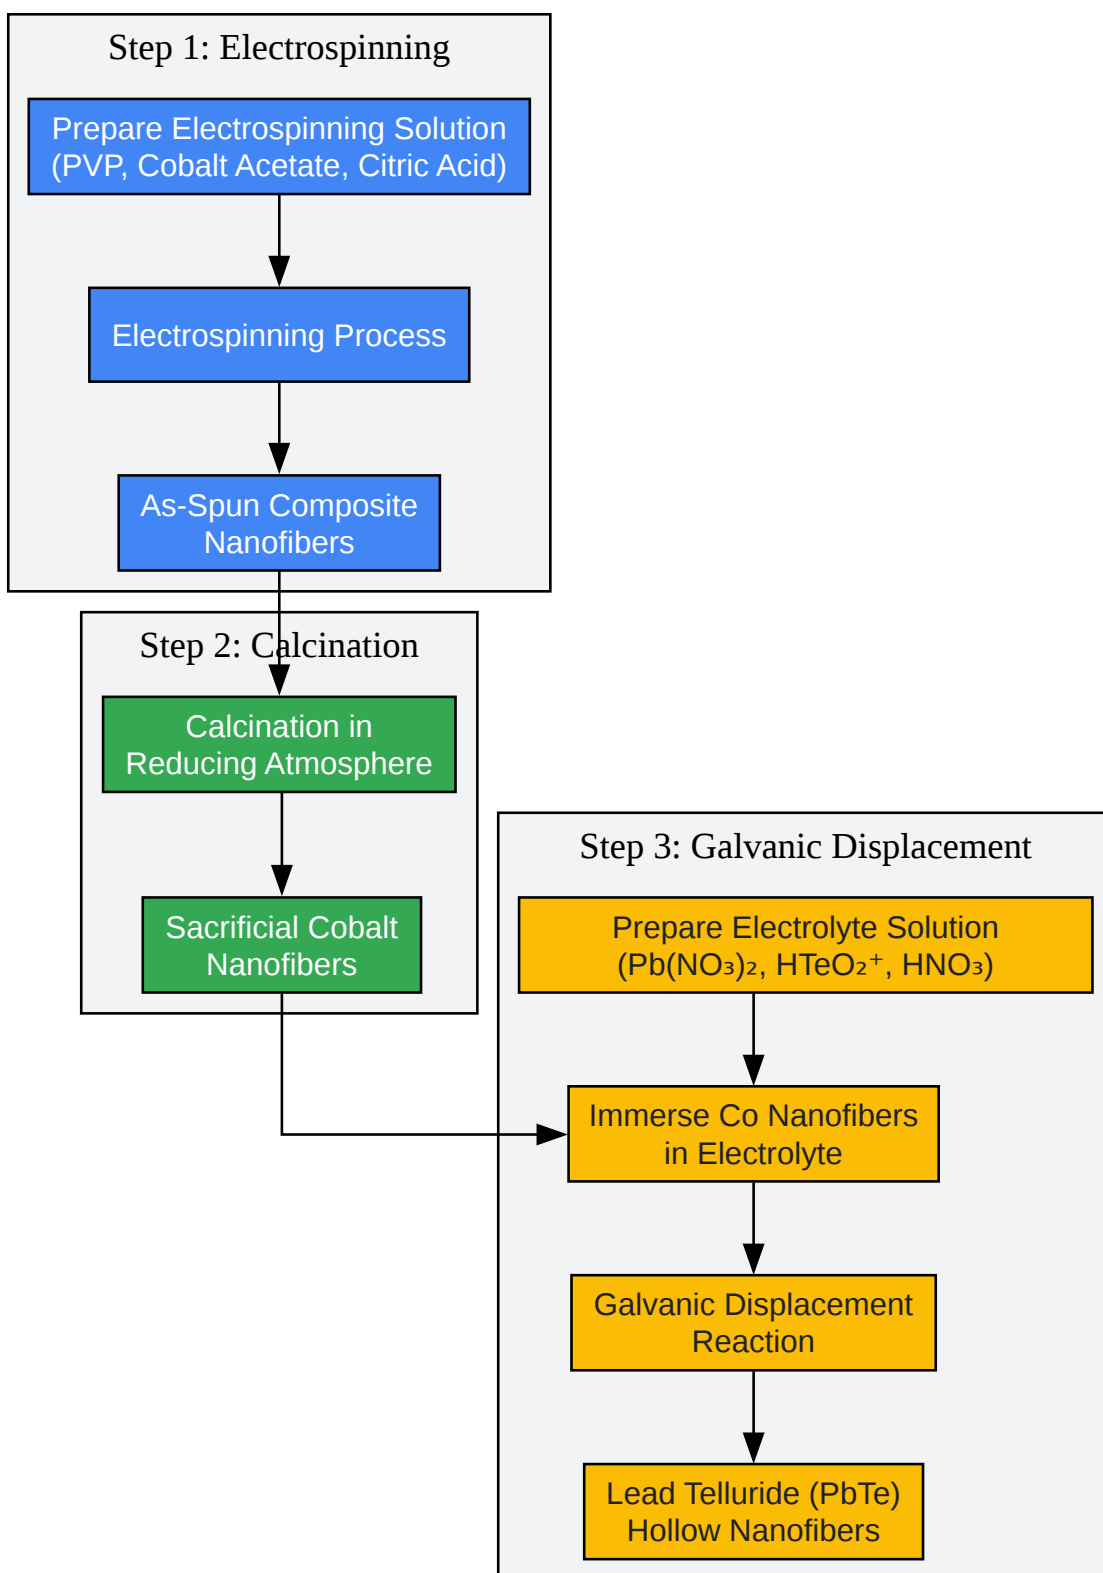 Step 1: Electrospinning
Prepare Electrospinning Solution
(PVP, Cobalt Acetate, Citric Acid)
Electrospinning Process
As-Spun Composite
Nanofibers
Step 2: Calcination
Calcination in
Reducing Atmosphere
Sacrificial Cobalt
Nanofibers
Step 3: Galvanic Displacement
Prepare Electrolyte Solution
(Pb(NO₃)₂, HTeO₂⁺, HNO₃)
Immerse Co Nanofibers
in Electrolyte
Galvanic Displacement
Reaction
Lead Telluride (PbTe)
Hollow Nanofibers